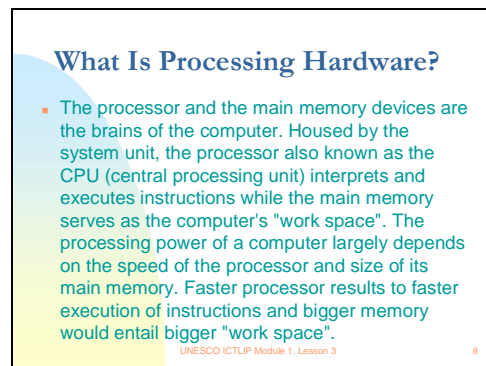 What Is Processing Hardware?
The processor and the main memory devices are
the brains of the computer. Housed by the
system unit, the processor also known as the
CPU (central processing unit) interprets and
executes instructions while the main memory
serves as the computer's "work space". The
processing power of a computer largely depends
on the speed of the processor and size of its
main memory. Faster processor results to faster
execution of instructions and bigger memory
would entail bigger "work space".
UNESCO ICTLIP Module 1. Lesson 3 8